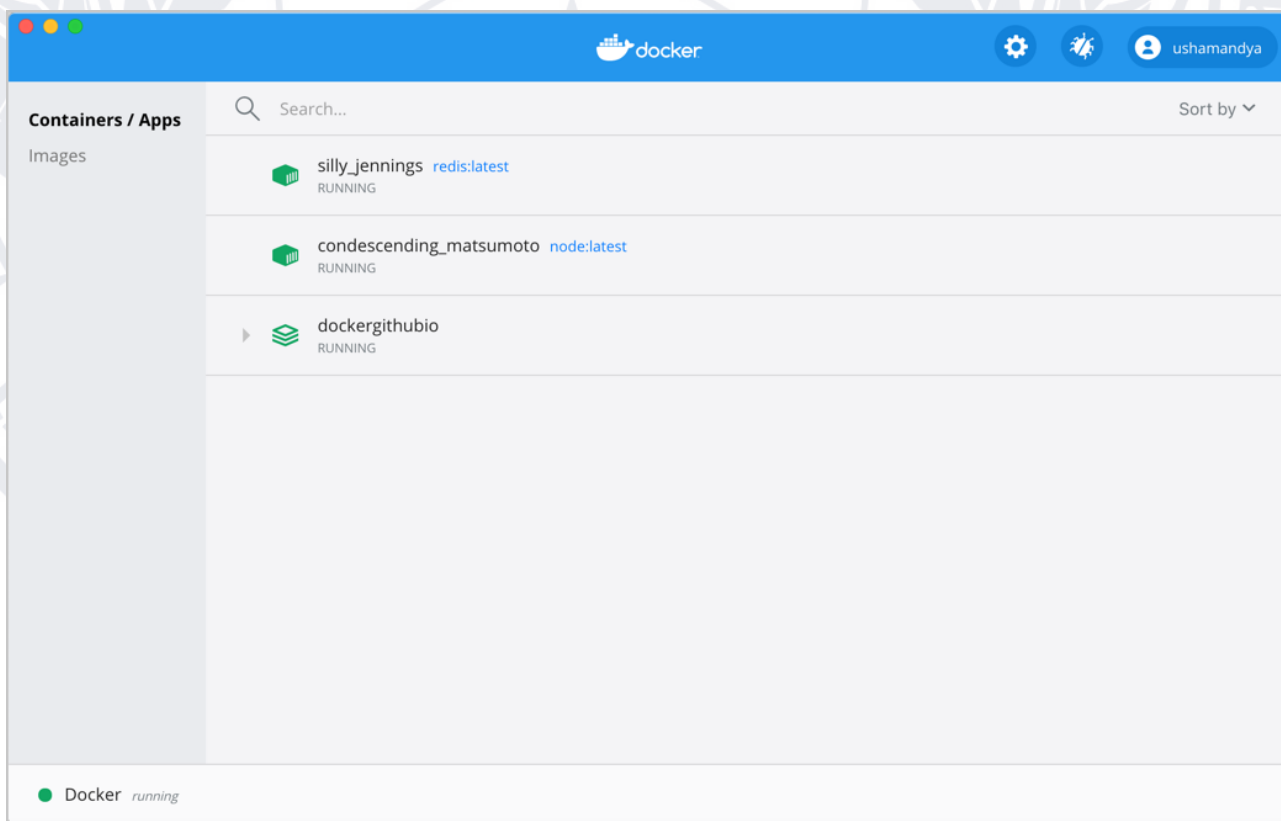 docker
ushamandya
Containers / Apps
Images
Search...
Sort by
silly_jennings redis:latest
RUNNING
condescending_matsumoto node:latest
RUNNING
dockergithubio
RUNNING
Docker running